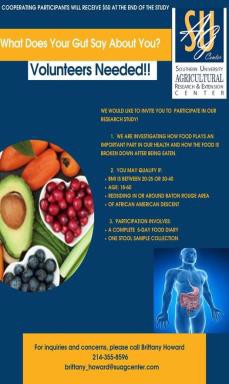 COOPERATING PARTICIPANTS WILL RECEIVE $50 AT THE END OF THE STUDY
What Does Your Gut Say About You?
Volunteers Needed!!
SU
Ag
Center
SOUTHERN UNIVERSITY
AGRICULTURAL
RESEARCH & EXTENSION
CENTER
WE WOULD LIKE TO INVITE YOU TO PARTICIPATE IN OUR
RESEARCH STUDY!
1. WE ARE INVESTIGATING HOW FOOD PLAYS AN
IMPORTANT PART IN OUR HEALTH AND HOW THE FOOD IS
BROKEN DOWN AFTER BEING EATEN.
2. YOU MAY QUALIFY IF:
• BMI IS BETWEEN 20-25 OR 30-40
• AGE: 18-60
• RESIDING IN OR AROUND BATON ROUGE AREA
• OF AFRICAN AMERICAN DESCENT
3. PARTICIPATION INVOLVES:
• A COMPLETE 5-DAY FOOD DIARY
• ONE STOOL SAMPLE COLLECTION
For inquiries and concerns, please call Brittany Howard
214-355-8596
brittany_howard@suagcenter.com